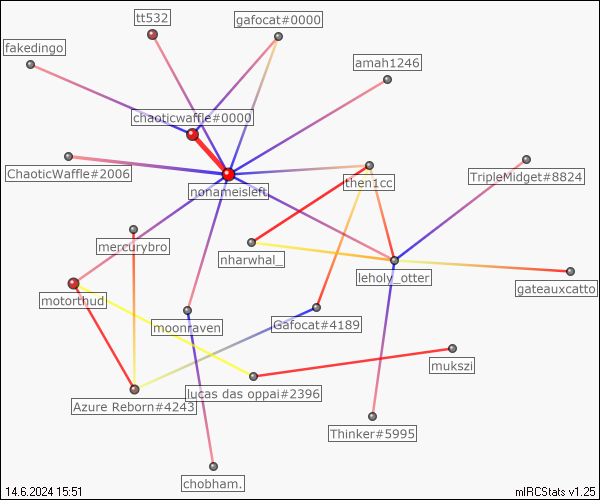 tt532
gafocat#0000
fakedingo
amah1246
chaoticwaffle#0000
ChaoticWaffle#2006
then1cc
TripleMidget#8824
nonameisleft
mercurybro
nharwhal_
leholy_otter
gateauxcatto
motorthud
moonraven
Gafocat#4189
mukszi
lucas das oppai#2396
Azure Reborn#4243
Thinker#5995
chobham.
14.6.2024 15:51
mIRCStats v1.25